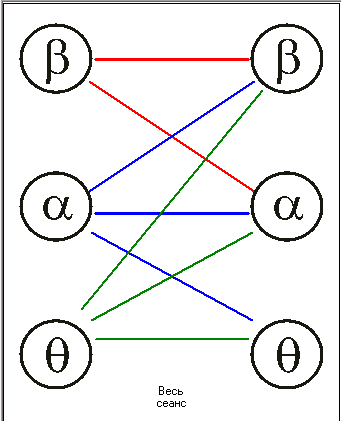 β β
α α
θ θ
Весь
сеанс